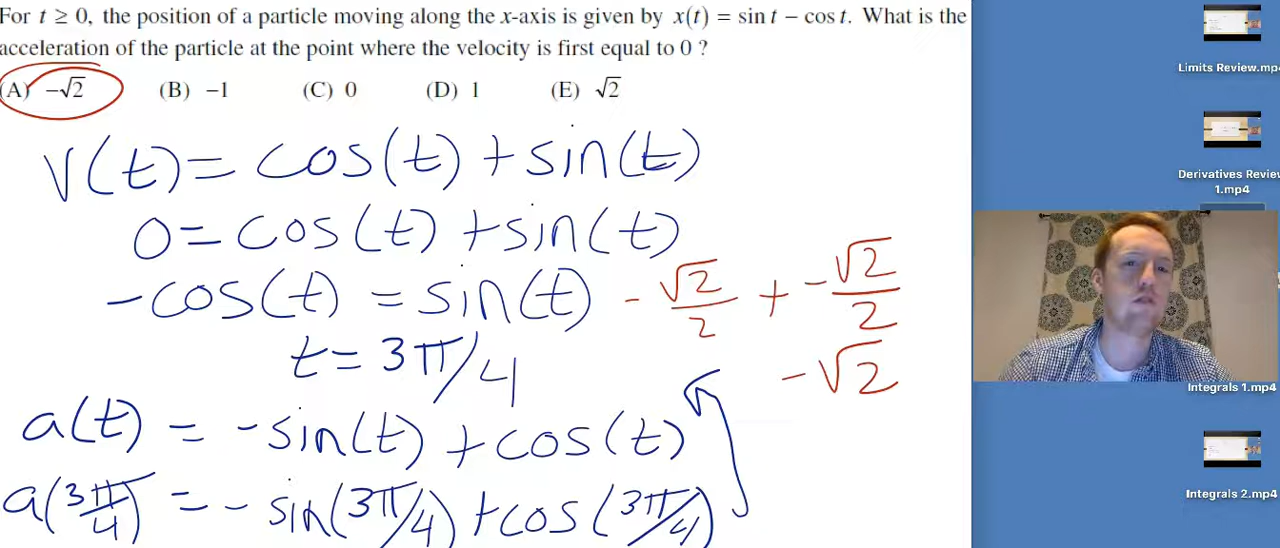 For t ≥ 0, the position of a particle moving along the x-axis is given by x(t) = sin t − cos t. What is the
acceleration of the particle at the point where the velocity is first equal to 0 ?
(A) −√2 (B) −1 (C) 0 (D) 1 (E) √2
v(t) = cos(t) + sin(t)
0 = cos(t) + sin(t)
-cos(t) = sin(t)
t = 3π/4
a(t) = -sin(t) + cos(t)
a(3π/4) = -sin(3π/4) + cos(3π/4)
-√2/2 + -√2/2
-√2
Limits Review.mp4
Derivatives Review
1.mp4
Integrals 1.mp4
Integrals 2.mp4